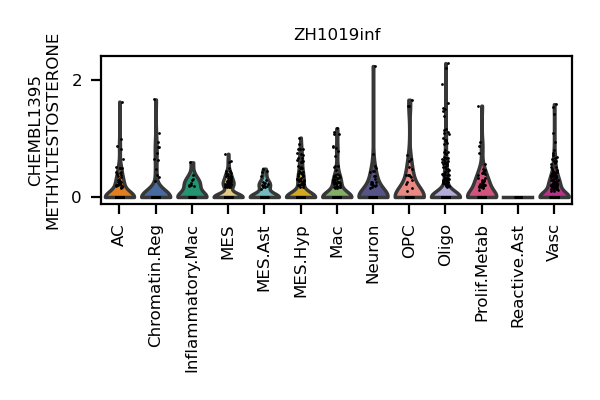 ZH1019inf
CHEMBL1395
METHYLTESTOSTERONE
2
0
AC
Chromatin.Reg
Inflammatory.Mac
MES
MES.Ast
MES.Hyp
Mac
Neuron
OPC
Oligo
Prolif.Metab
Reactive.Ast
Vasc